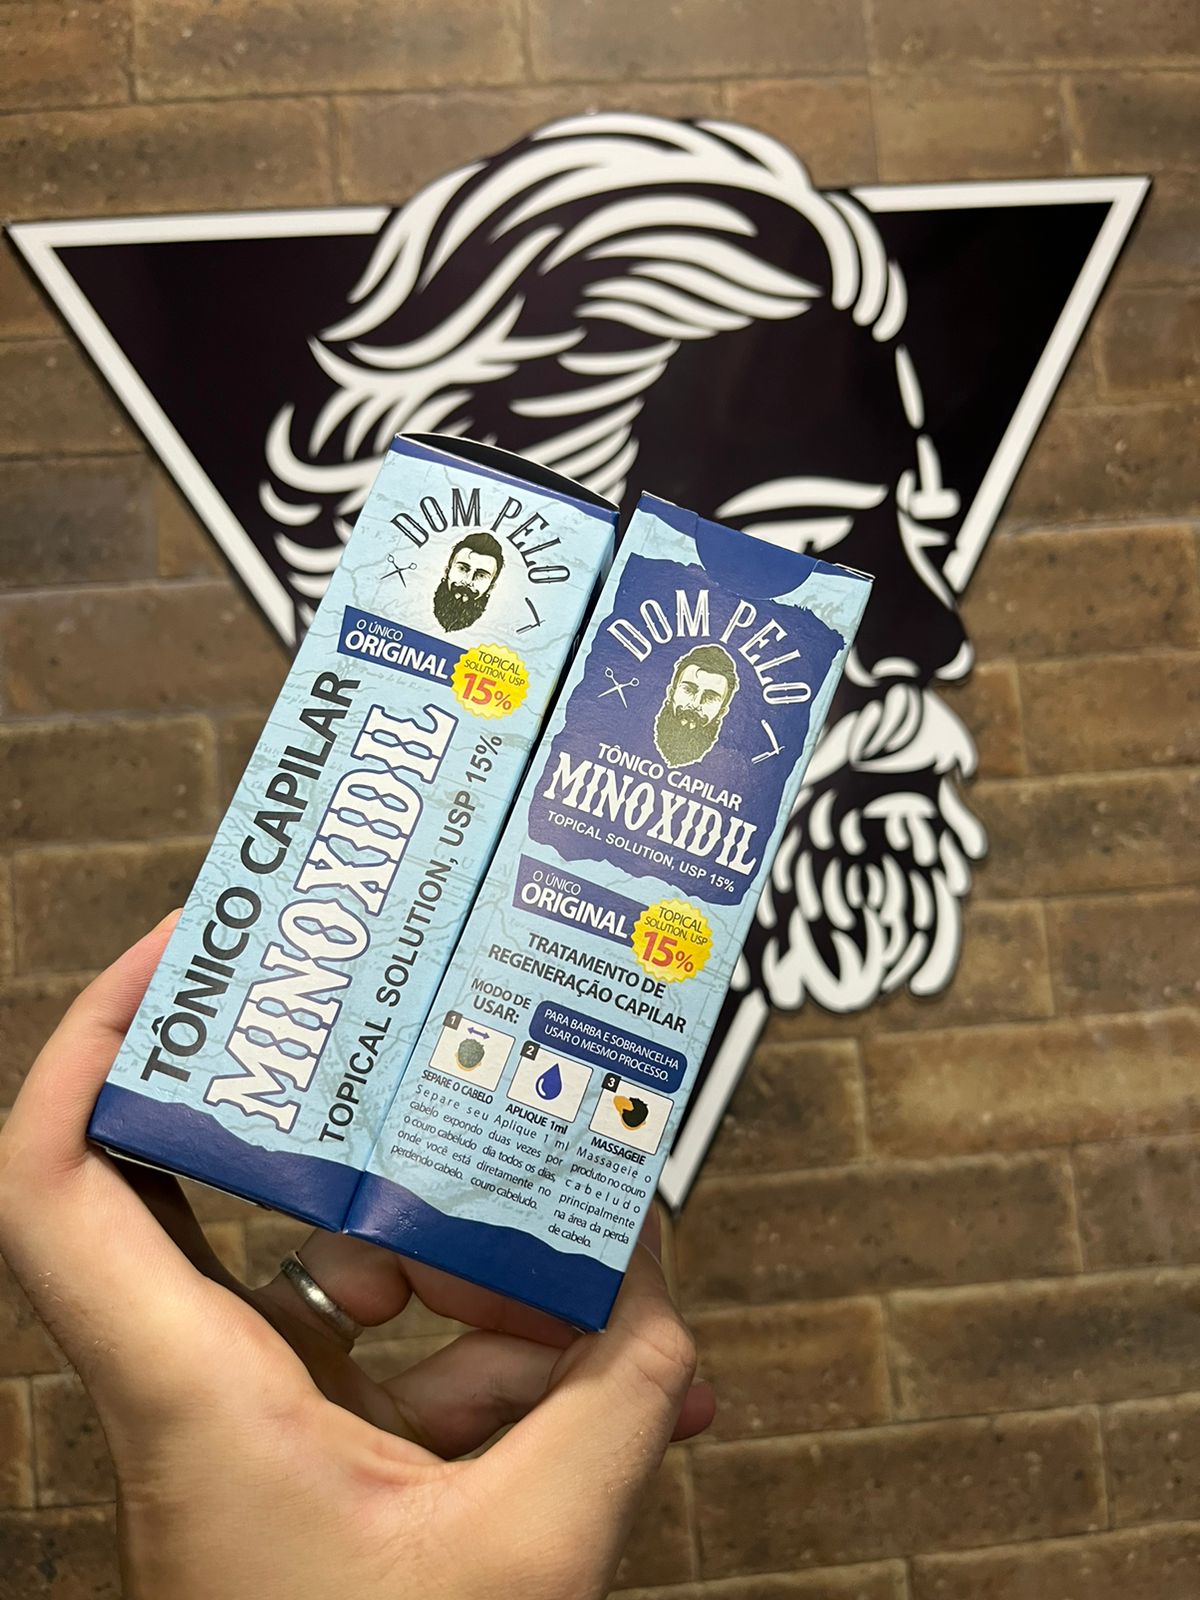 DOM PELO
O ÚNICO
ORIGINAL
TOPICAL
SOLUTION, USP
15%
TÔNICO CAPILAR
MINOXIDIL
TOPICAL SOLUTION, USP 15%
DOM PELO
TÔNICO CAPILAR
MINOXIDIL
TOPICAL SOLUTION, USP 15%
O ÚNICO
ORIGINAL
TOPICAL
SOLUTION, USP
15%
TRATAMENTO DE
REGENERAÇÃO CAPILAR
MODO DE
USAR:
PARA BARBA E SOBRANCELHA
USAR O MESMO PROCESSO.
1
SEPARE O CABELO
Separe seu
cabelo expondo
o couro cabeludo
onde você está
perdendo cabelo.
2
APLIQUE 1ml
Aplique 1 ml
duas vezes por
dia todos os dias,
diretamente no
couro cabeludo.
3
MASSAGEIE
Massageie o
produto no couro
cabeludo
principalmente
na área da perda
de cabelo.